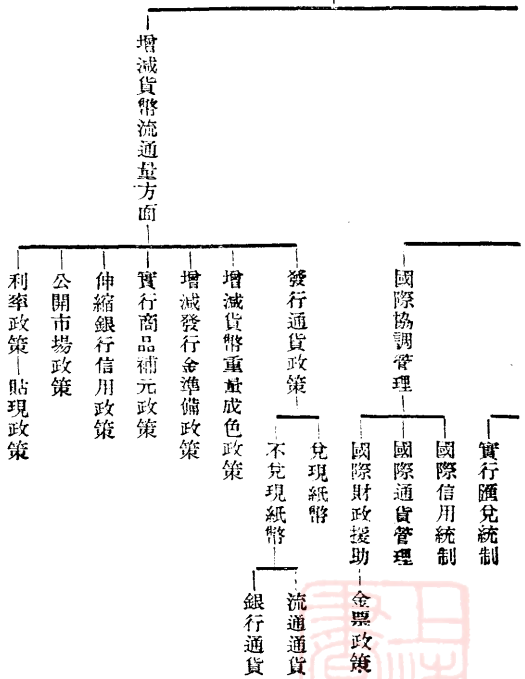 實行匯兌統制
國際協調管理
國際信用統制
國際通貨管理
國際財政援助
金票政策
增減貨幣流通量方面
發行通貨政策
兌現紙幣
不兌現紙幣
流通通貨
銀行通貨
增減貨幣重量成色政策
增減發行金準備政策
實行商品補元政策
伸縮銀行信用政策
公開市場政策
利率政策
貼現政策